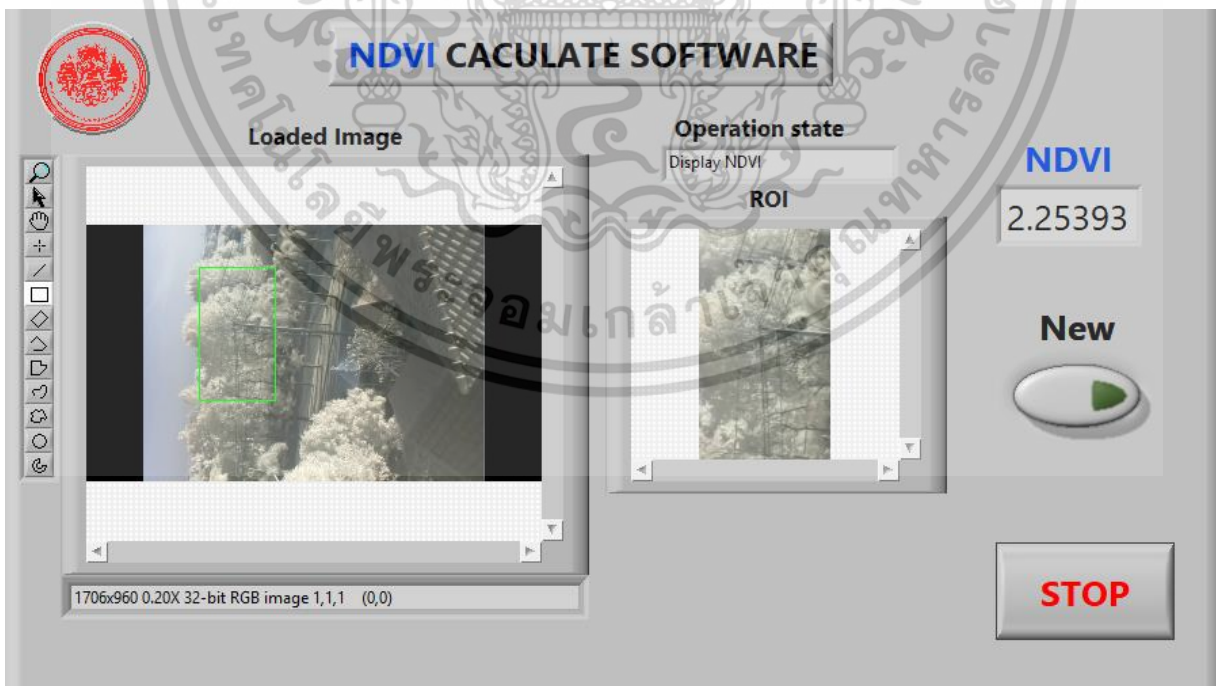 NDVI CACULATE SOFTWARE
Loaded Image
Operation state
Display NDVI
ROI
NDVI
2.25393
New
STOP
1706x960 0.20X 32-bit RGB image 1,1,1 (0,0)